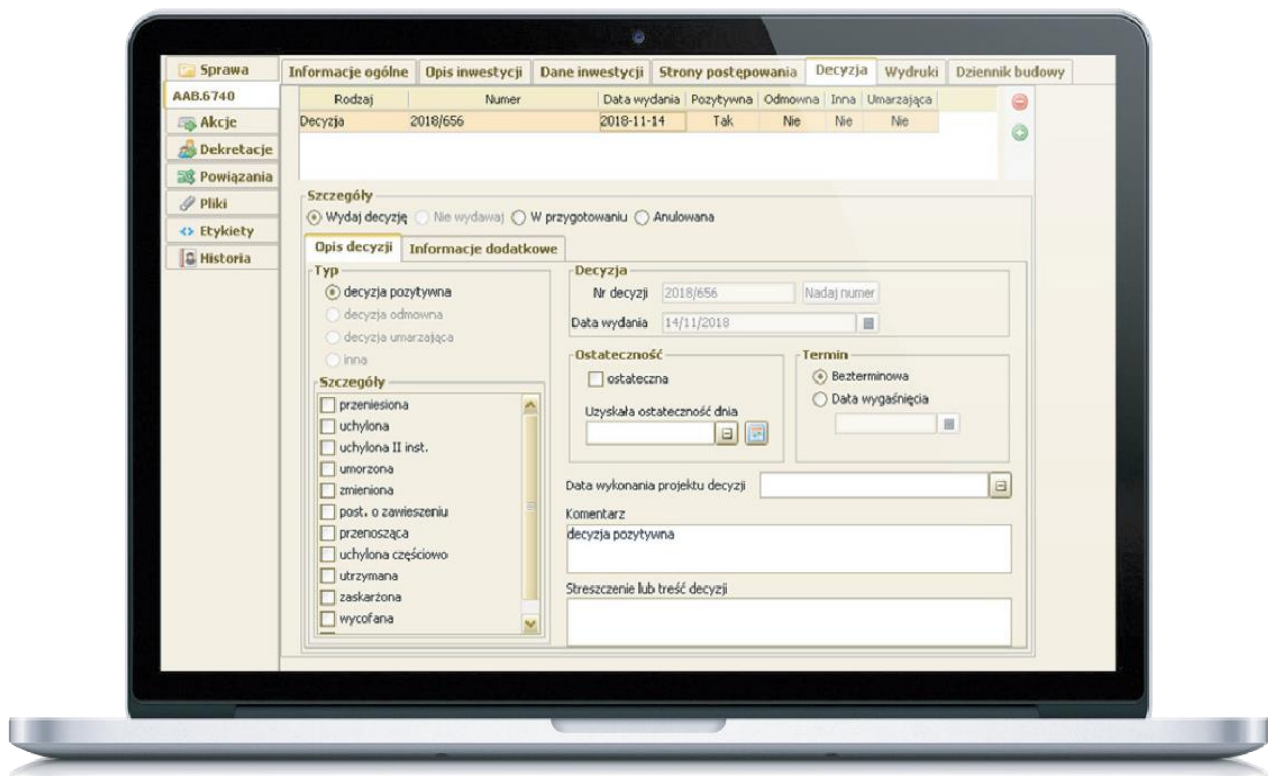 Sprawa
AAB.6740
Akcje
Dekretacje
Powiązania
Pliki
Etykiety
Historia
Informacje ogólne Opis inwestycji Dane inwestycji Strony postępowania Decyzja Wydruki Dziennik budowy
Rodzaj Numer Data wydania Pozytywna Odmowna Inna Umarzająca
Decyzja 2018/656 2018-11-14 Tak Nie Nie Nie
Szczegóły
Wydaj decyzję Nie wydawaj W przygotowaniu Anulowana
Opis decyzji Informacje dodatkowe
Typ
decyzja pozytywna
decyzja odmowna
decyzja umarzająca
inna
Szczegóły
przeniesiona
uchylona
uchylona II inst.
umorzona
zmieniona
post. o zawieszeniu
przenosząca
uchylona częściowo
utrzymana
zaskarżona
wycofana
Decyzja
Nr decyzji 2018/656 Nadaj numer
Data wydania 14/11/2018
Ostateczność
ostateczna
Uzyskała ostateczność dnia
Termin
Bezterminowa
Data wygaśnięcia
Data wykonania projektu decyzji
Komentarz
decyzja pozytywna
Streszczenie lub treść decyzji